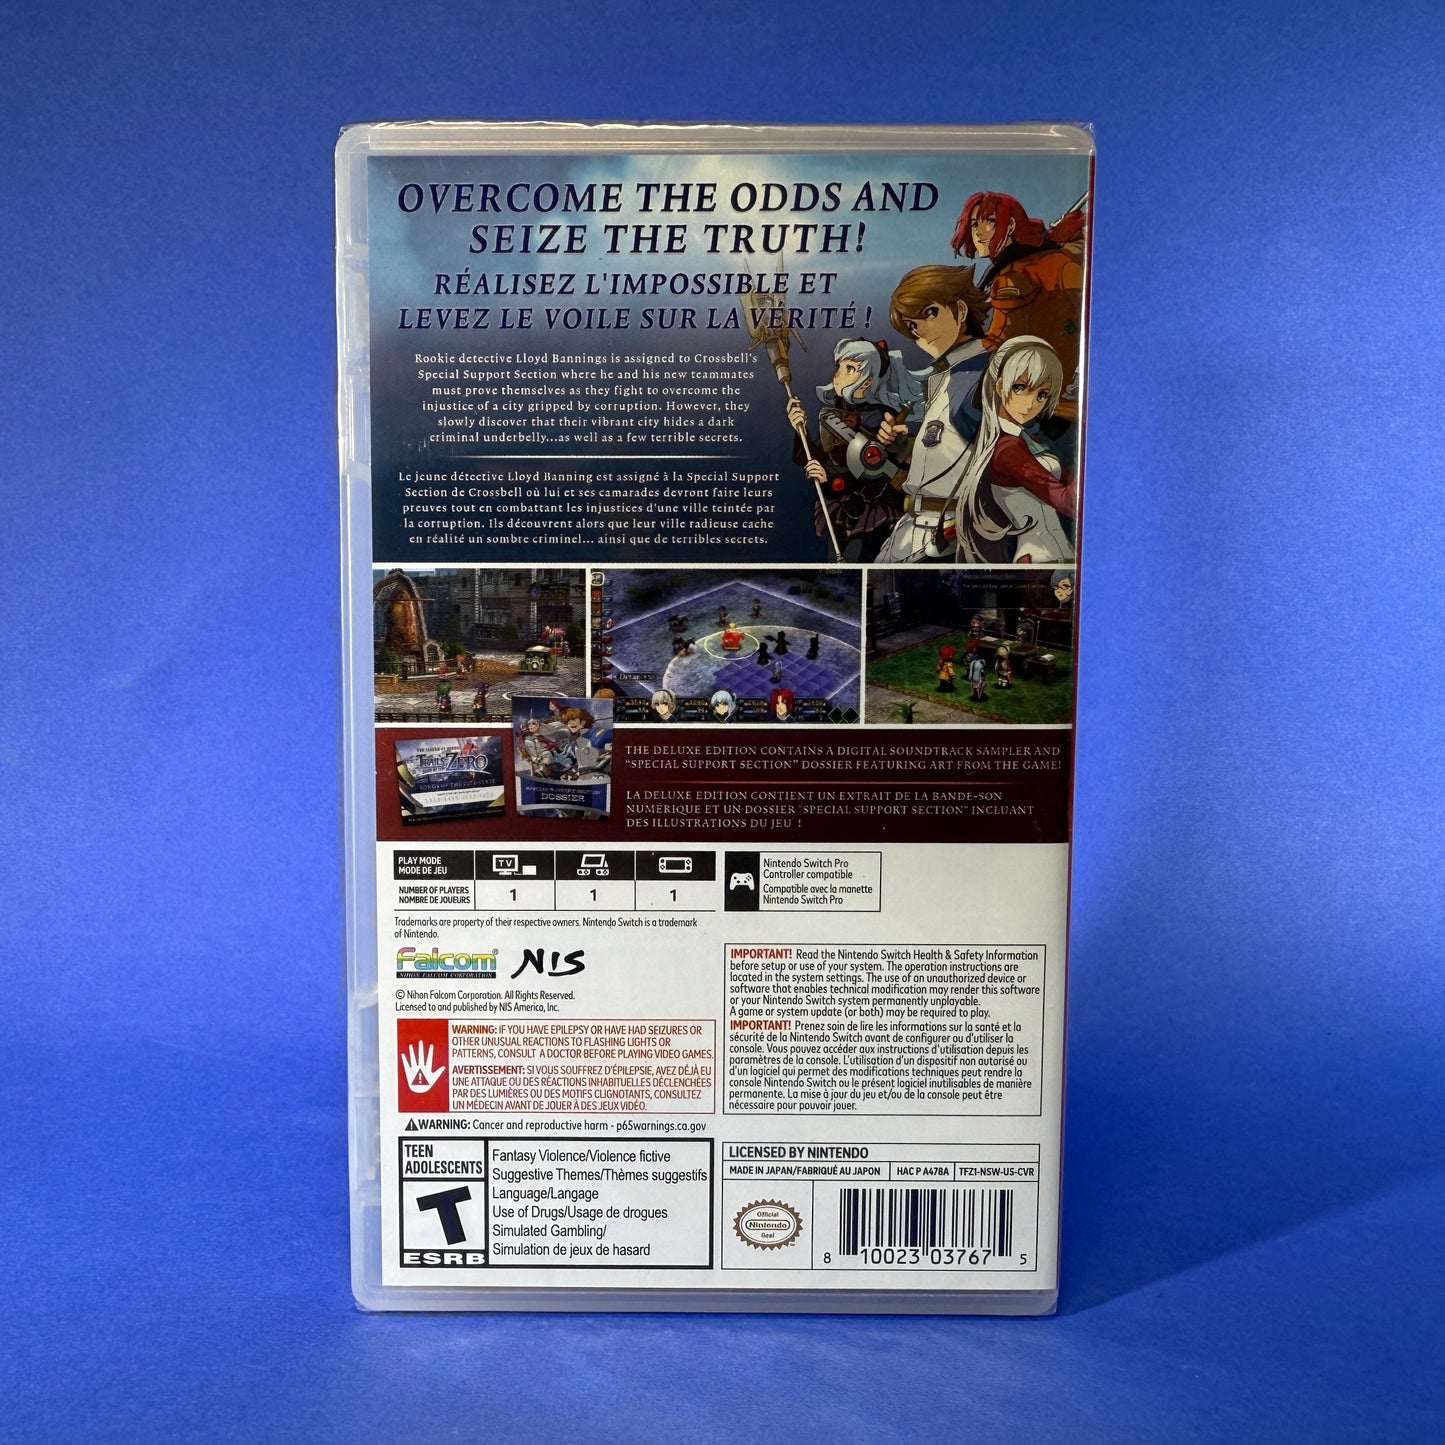 OVERCOME THE ODDS AND
SEIZE THE TRUTH!
RÉALISEZ L'IMPOSSIBLE ET
LEVEZ LE VOILE SUR LA VÉRITÉ !
Rookie detective Lloyd Bannings is assigned to Crossbell's
Special Support Section where he and his new teammates
must prove themselves as they fight to overcome the
injustice of a city gripped by corruption. However, they
slowly discover that their vibrant city hides a dark
criminal underbelly...as well as a few terrible secrets.
Le jeune détective Lloyd Banning est assigné à la Special Support
Section de Crossbell où lui et ses camarades devront faire leurs
preuves tout en combattant les injustices d'une ville teintée par
la corruption. Ils découvrent alors que leur ville radieuse cache
en réalité un sombre criminel... ainsi que de terribles secrets.
THE LEGEND OF HEROES
TRAILS ZERO
SONGS OF THE CITY-STATE
DOSSIER
THE DELUXE EDITION CONTAINS A DIGITAL SOUNDTRACK SAMPLER AND
"SPECIAL SUPPORT SECTION" DOSSIER FEATURING ART FROM THE GAME!
LA DELUXE EDITION CONTIENT UN EXTRAIT DE LA BANDE-SON
NUMÉRIQUE ET UN DOSSIER "SPECIAL SUPPORT SECTION" INCLUANT
DES ILLUSTRATIONS DU JEU !
PLAY MODE
MODE DE JEU
TV
NUMBER OF PLAYERS
NOMBRE DE JOUEURS
1
1
1
Nintendo Switch Pro
Controller compatible
Compatible avec la manette
Nintendo Switch Pro
Trademarks are property of their respective owners. Nintendo Switch is a trademark
of Nintendo.
Falcom®
NIHON FALCOM CORPORATION
NIS
© Nihon Falcom Corporation. All Rights Reserved.
Licensed to and published by NIS America, Inc.
WARNING: IF YOU HAVE EPILEPSY OR HAVE HAD SEIZURES OR
OTHER UNUSUAL REACTIONS TO FLASHING LIGHTS OR
PATTERNS, CONSULT A DOCTOR BEFORE PLAYING VIDEO GAMES.
AVERTISSEMENT: SI VOUS SOUFFREZ D'ÉPILEPSIE, AVEZ DÉJÀ EU
UNE ATTAQUE OU DES RÉACTIONS INHABITUELLES DÉCLENCHÉES
PAR DES LUMIÈRES OU DES MOTIFS CLIGNOTANTS, CONSULTEZ
UN MÉDECIN AVANT DE JOUER À DES JEUX VIDÉO.
WARNING: Cancer and reproductive harm - p65warnings.ca.gov
IMPORTANT! Read the Nintendo Switch Health & Safety Information
before setup or use of your system. The operation instructions are
located in the system settings. The use of an unauthorized device or
software that enables technical modification may render this software
or your Nintendo Switch system permanently unplayable.
A game or system update (or both) may be required to play.
IMPORTANT! Prenez soin de lire les informations sur la santé et la
sécurité de la Nintendo Switch avant de configurer ou d'utiliser la
console. Vous pouvez accéder aux instructions d'utilisation depuis les
paramètres de la console. L'utilisation d'un dispositif non autorisé ou
d'un logiciel qui permet des modifications techniques peut rendre la
console Nintendo Switch ou le présent logiciel inutilisables de manière
permanente. La mise à jour du jeu et/ou de la console peut être
nécessaire pour pouvoir jouer.
TEEN
ADOLESCENTS
T
ESRB
Fantasy Violence/Violence fictive
Suggestive Themes/Thèmes suggestifs
Language/Langage
Use of Drugs/Usage de drogues
Simulated Gambling/
Simulation de jeux de hasard
LICENSED BY NINTENDO
MADE IN JAPAN/FABRIQUÉ AU JAPON
HAC P A478A
TFZ1-NSW-US-CVR
Official
Nintendo
Seal
8 10023 03767 5